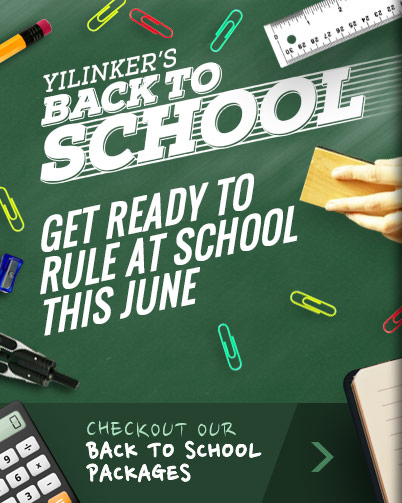 YILINKER'S
BACK TO
SCHOOL
GET READY TO
RULE AT SCHOOL
THIS JUNE
CHECKOUT OUR
BACK TO SCHOOL
PACKAGES